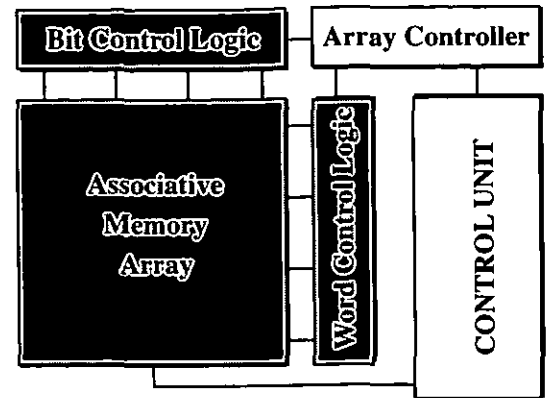 Bit Control Logic
Array Controller
Associative
Memory
Array
Word Control Logic
CONTROL UNIT